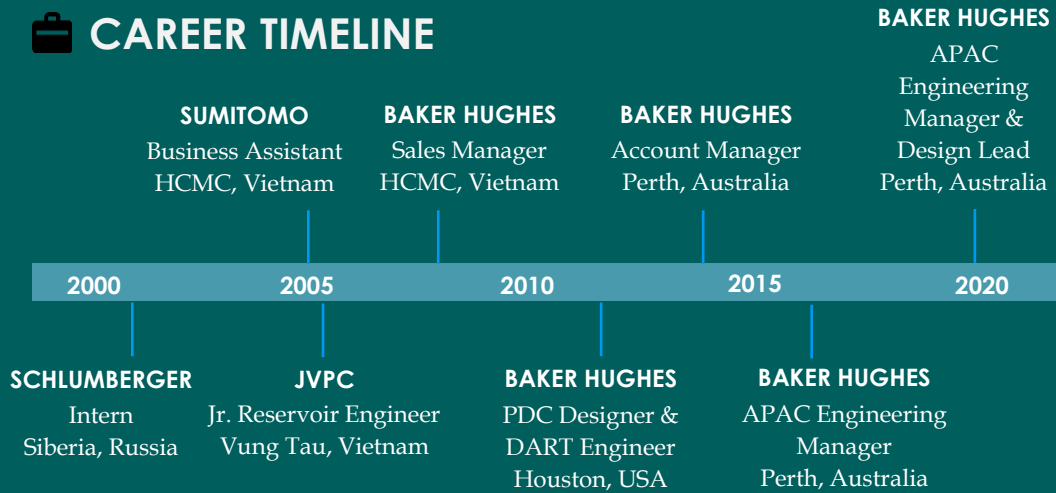 CAREER TIMELINE
SUMITOMO
Business Assistant
HCMC, Vietnam
BAKER HUGHES
Sales Manager
HCMC, Vietnam
BAKER HUGHES
Account Manager
Perth, Australia
BAKER HUGHES
APAC
Engineering
Manager &
Design Lead
Perth, Australia
2000
2005
2010
2015
2020
SCHLUMBERGER
Intern
Siberia, Russia
JVPC
Jr. Reservoir Engineer
Vung Tau, Vietnam
BAKER HUGHES
PDC Designer &
DART Engineer
Houston, USA
BAKER HUGHES
APAC Engineering
Manager
Perth, Australia